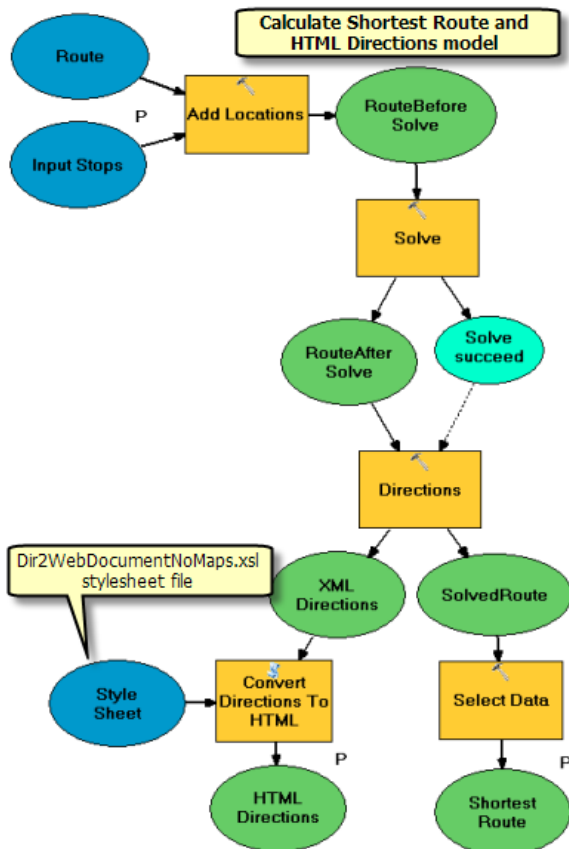 Calculate Shortest Route and
HTML Directions model
Route
P
Add Locations
RouteBefore
Solve
Input Stops
Solve
RouteAfter
Solve
Solve
succeed
Directions
Dir2WebDocumentNoMaps.xsl
stylesheet file
XML
Directions
SolvedRoute
Style
Sheet
Convert
Directions To
HTML
Select Data
P
P
HTML
Directions
Shortest
Route